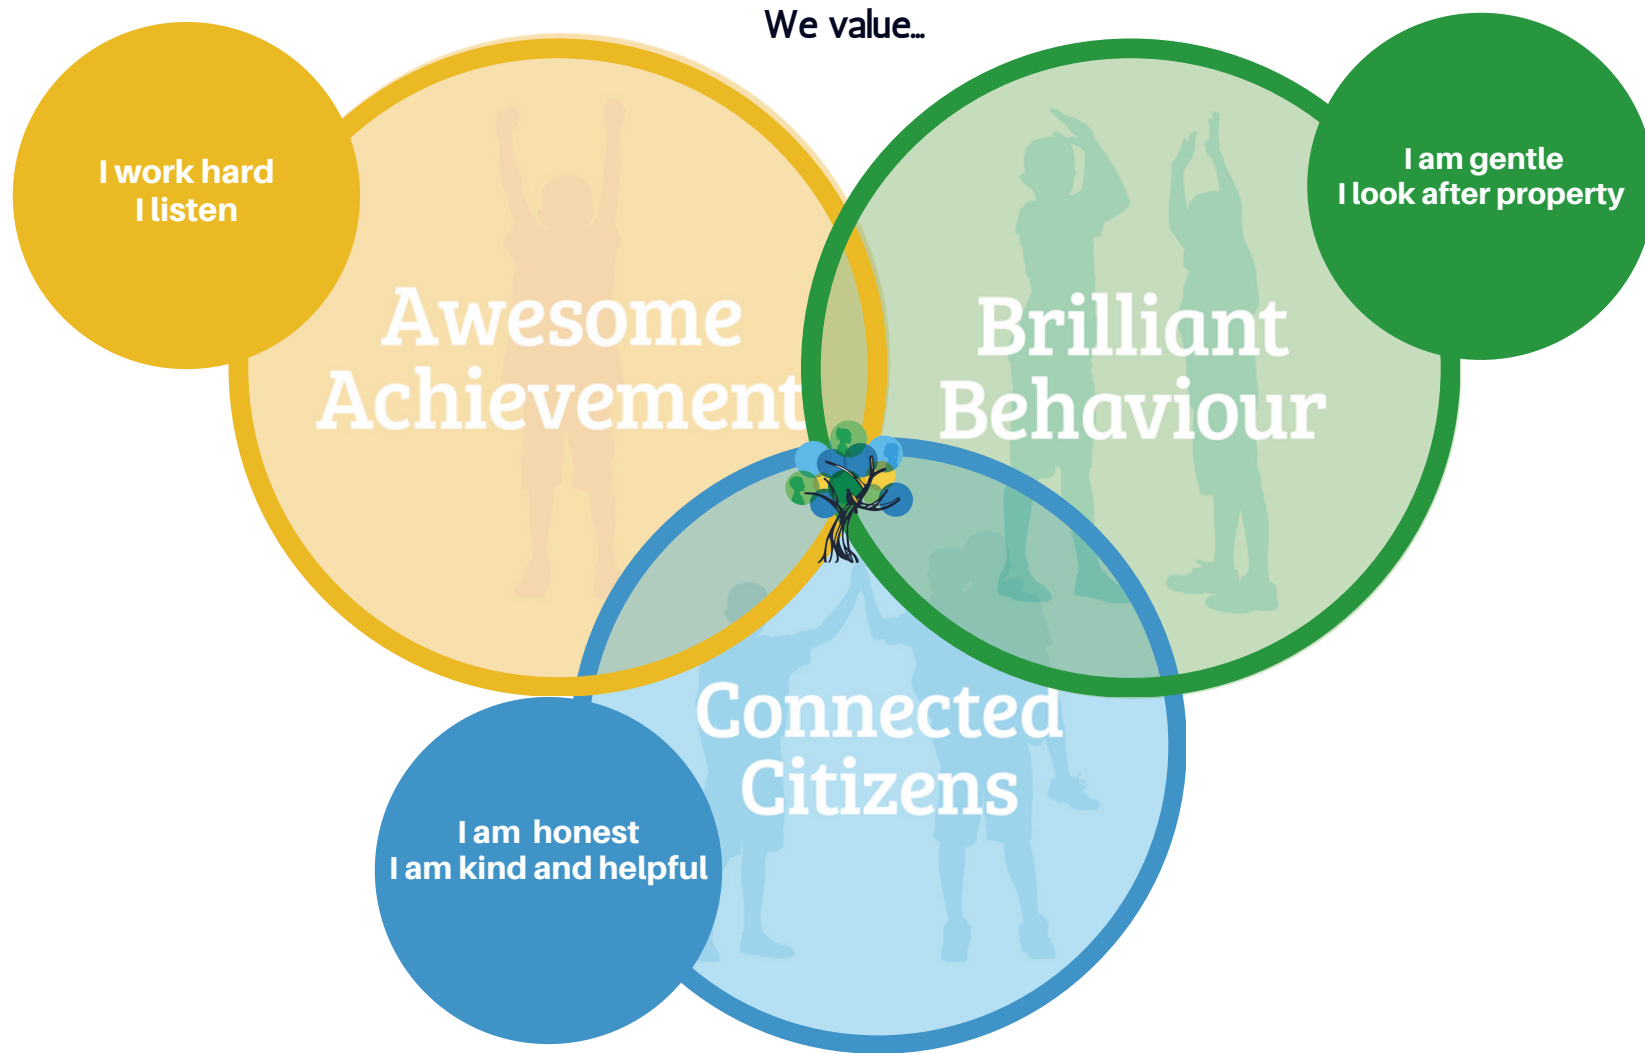 We value...
I work hard
I listen
Awesome
Achievement
I am gentle
I look after property
Brilliant
Behaviour
Connected
Citizens
I am honest
I am kind and helpful